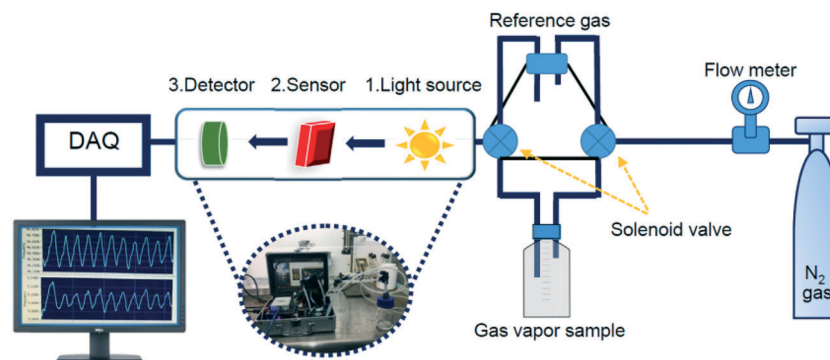 Reference gas
Flow meter
3.Detector
2.Sensor
1.Light source
DAQ
Solenoid valve
N2
gas
Gas vapor sample